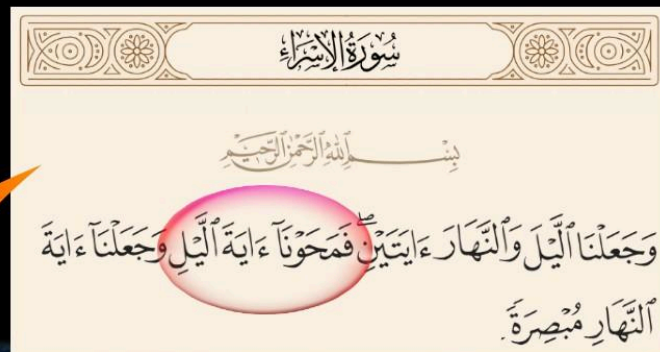 سُورَةُ الإِسْرَاءِ
بِسْمِ ٱللَّهِ ٱلرَّحْمَٰنِ ٱلرَّحِيمِ
وَجَعَلْنَا ٱلَّيْلَ وَٱلنَّهَارَ ءَايَتَيْنِۖ فَمَحَوْنَآ ءَايَةَ ٱلَّيْلِ وَجَعَلْنَآ ءَايَةَ
ٱلنَّهَارِ مُبْصِرَةً